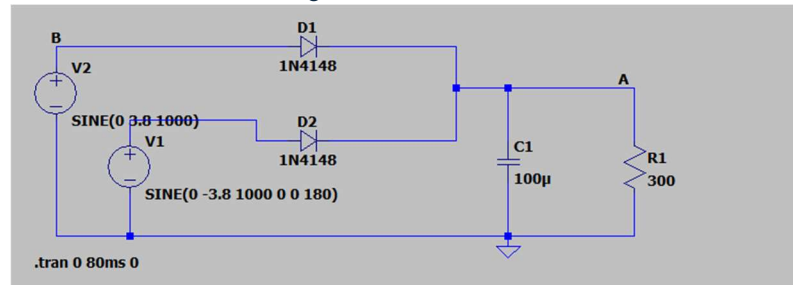 B
D1
V2
1N4148
A
SINE(0 3.8 1000)
D2
V1
C1
1N4148
R1
100µ
300
SINE(0 -3.8 1000 0 0 180)
.tran 0 80ms 0